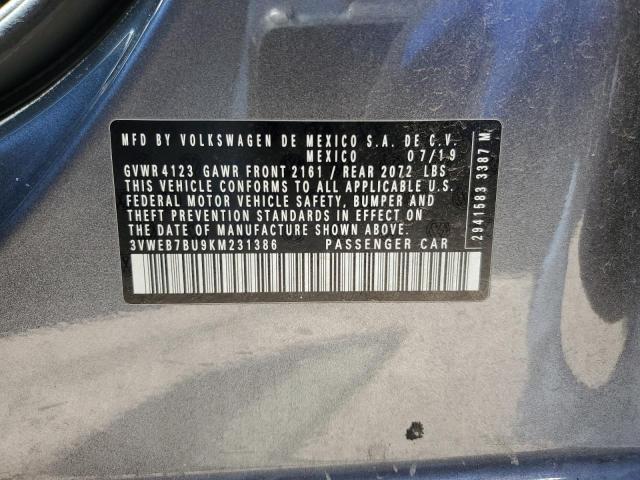 MFD BY VOLKSWAGEN DE MEXICO S.A. DE C.V.
MEXICO 07/19
GVWR 4123 GAWR FRONT 2161 / REAR 2072 LBS
THIS VEHICLE CONFORMS TO ALL APPLICABLE U.S.
FEDERAL MOTOR VEHICLE SAFETY, BUMPER AND
THEFT PREVENTION STANDARDS IN EFFECT ON
THE DATE OF MANUFACTURE SHOWN ABOVE.
3VWEB7BU9KM231386 PASSENGER CAR
2941583 3387 M